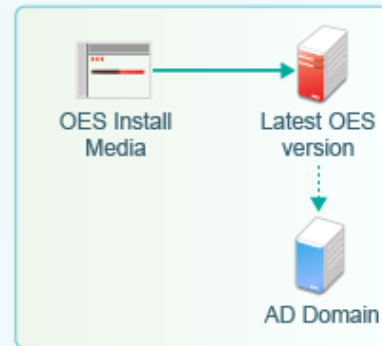 OES Install
Media
Latest OES
version
AD Domain